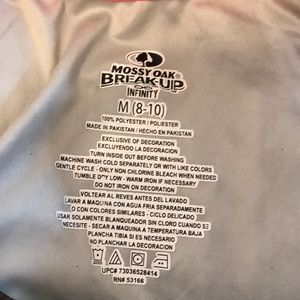 MOSSY OAK®
BREAK-UP
INFINITY
M (8-10)
100% POLYESTER / POLIESTER
MADE IN PAKISTAN / HECHO EN PAKISTAN
EXCLUSIVE OF DECORATION
EXCLUYENDO LA DECORACION
TURN INSIDE OUT BEFORE WASHING
MACHINE WASH COLD SEPARATELY OR WITH LIKE COLORS
GENTLE CYCLE - ONLY NON CHLORINE BLEACH WHEN NEEDED
TUMBLE D*Y LOW - WARM IRON IF NECESSARY
DO NOT IRON ON DECORATION
VOLTEAR AL REVES ANTES DEL LAVADO
LAVAR A MAQUINA CON AGUA FRIA SEPARADAMENTE
O CON COLORES SIMILARES - CICLO DELICADO
USAR SOLAMENTE BLANQUEADOR SIN CLORO CUANDO SE
NECESITE - SECAR A MAQUINA A TEMPERATURA BAJA
PLANCHA TIBIA SI ES NECESARIO
NO PLANCHAR LA DECORACION
UPC# 73036528414
RN# 53166